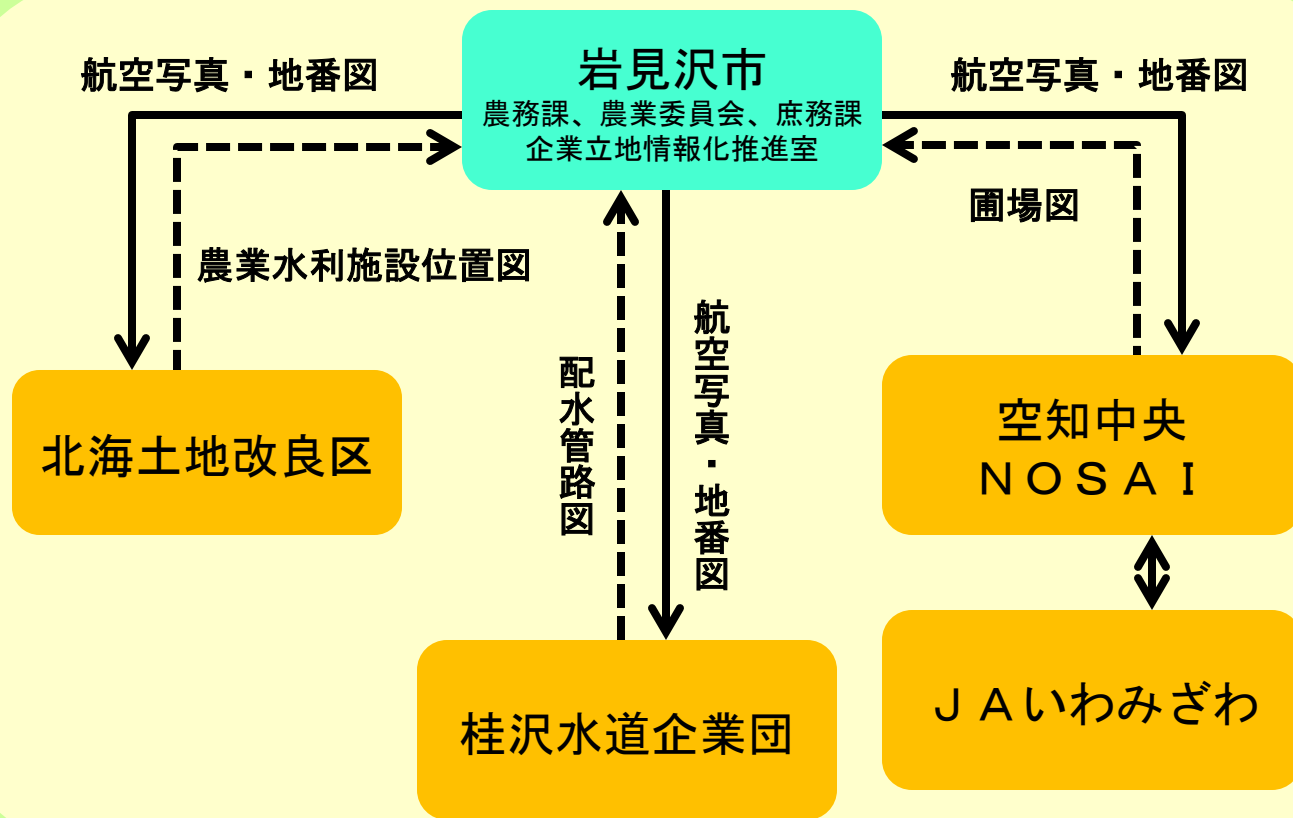 岩見沢市
農務課、農業委員会、庶務課
企業立地情報化推進室
航空写真・地番図
航空写真・地番図
圃場図
農業水利施設位置図
航空写真・地番図
配水管路図
北海土地改良区
空知中央
ＮＯＳＡＩ
桂沢水道企業団
ＪＡいわみざわ